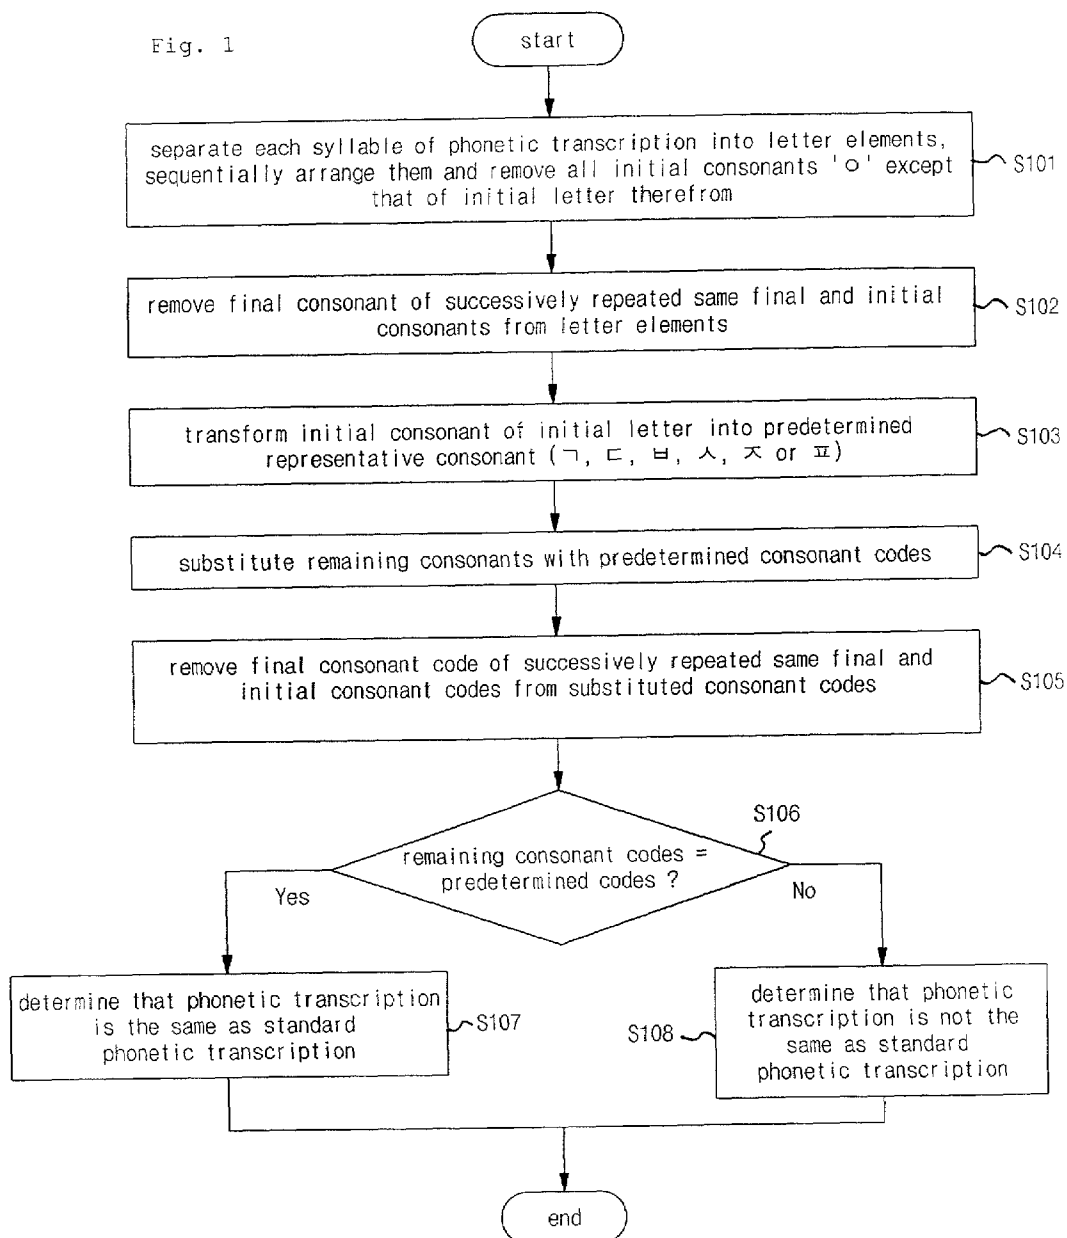 Fig. 1
start
separate each syllable of phonetic transcription into letter elements,
sequentially arrange them and remove all initial consonants 'ㅇ' except
that of initial letter therefrom
S101
remove final consonant of successively repeated same final and initial
consonants from letter elements
S102
transform initial consonant of initial letter into predetermined
representative consonant (ㄱ, ㄷ, ㅂ, ㅅ, ㅈ or ㅍ)
S103
substitute remaining consonants with predetermined consonant codes
S104
remove final consonant code of successively repeated same final and
initial consonant codes from substituted consonant codes
S105
S106
remaining consonant codes =
predetermined codes ?
Yes
No
determine that phonetic transcription
is the same as standard
phonetic transcription
S107
determine that phonetic
transcription is not the
same as standard
phonetic transcription
S108
end